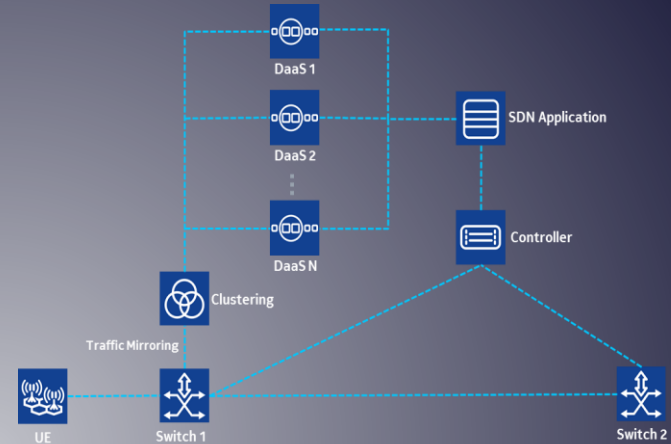 DaaS 1
DaaS 2
SDN Application
DaaS N
Controller
Clustering
Traffic Mirroring
UE
Switch 1
Switch 2